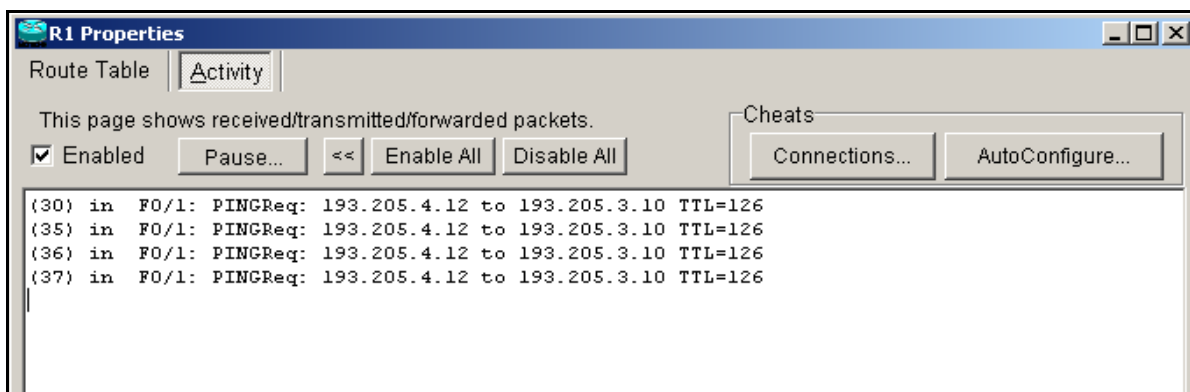 R1 Properties
Route Table Activity
This page shows received/transmitted/forwarded packets.
Cheats
Enabled Pause... << Enable All Disable All Connections... AutoConfigure...
(30) in F0/1: PINGReq: 193.205.4.12 to 193.205.3.10 TTL=126
(35) in F0/1: PINGReq: 193.205.4.12 to 193.205.3.10 TTL=126
(36) in F0/1: PINGReq: 193.205.4.12 to 193.205.3.10 TTL=126
(37) in F0/1: PINGReq: 193.205.4.12 to 193.205.3.10 TTL=126